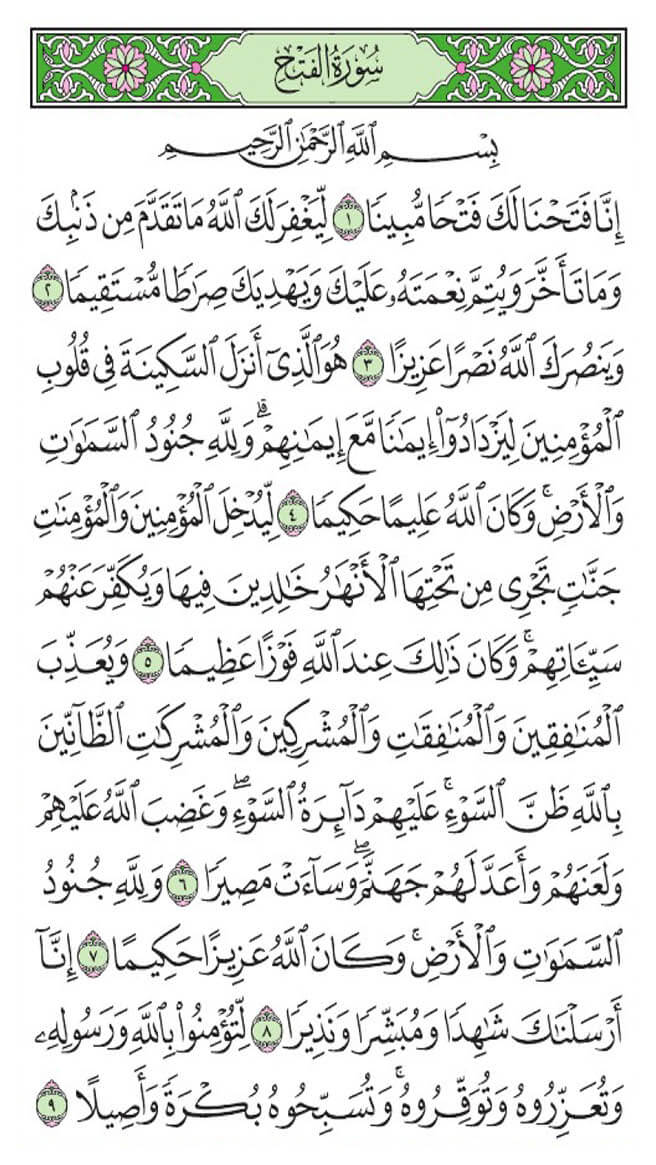 سُورَةُ الفَتْحِ
بِسْمِ ٱللَّهِ ٱلرَّحْمَٰنِ ٱلرَّحِيمِ
إِنَّا فَتَحْنَا لَكَ فَتْحًا مُّبِينًا ١ لِّيَغْفِرَ لَكَ ٱللَّهُ مَا تَقَدَّمَ مِن ذَنۢبِكَ
وَمَا تَأَخَّرَ وَيُتِمَّ نِعْمَتَهُۥ عَلَيْكَ وَيَهْدِيَكَ صِرَٰطًا مُّسْتَقِيمًا ٢
وَيَنصُرَكَ ٱللَّهُ نَصْرًا عَزِيزًا ٣ هُوَ ٱلَّذِىٓ أَنزَلَ ٱلسَّكِينَةَ فِى قُلُوبِ
ٱلْمُؤْمِنِينَ لِيَزْدَادُوٓا۟ إِيمَٰنًا مَّعَ إِيمَٰنِهِمْ ۗ وَلِلَّهِ جُنُودُ ٱلسَّمَٰوَٰتِ
وَٱلْأَرْضِ ۚ وَكَانَ ٱللَّهُ عَلِيمًا حَكِيمًا ٤ لِّيُدْخِلَ ٱلْمُؤْمِنِينَ وَٱلْمُؤْمِنَٰتِ
جَنَّٰتٍ تَجْرِى مِن تَحْتِهَا ٱلْأَنْهَٰرُ خَٰلِدِينَ فِيهَا وَيُكَفِّرَ عَنْهُمْ
سَيِّـَٔاتِهِمْ ۚ وَكَانَ ذَٰلِكَ عِندَ ٱللَّهِ فَوْزًا عَظِيمًا ٥ وَيُعَذِّبَ
ٱلْمُنَٰفِقِينَ وَٱلْمُنَٰفِقَٰتِ وَٱلْمُشْرِكِينَ وَٱلْمُشْرِكَٰتِ ٱلظَّآنِّينَ
بِٱللَّهِ ظَنَّ ٱلسَّوْءِ ۚ عَلَيْهِمْ دَآئِرَةُ ٱلسَّوْءِ ۖ وَغَضِبَ ٱللَّهُ عَلَيْهِمْ
وَلَعَنَهُمْ وَأَعَدَّ لَهُمْ جَهَنَّمَ ۖ وَسَآءَتْ مَصِيرًا ٦ وَلِلَّهِ جُنُودُ
ٱلسَّمَٰوَٰتِ وَٱلْأَرْضِ ۚ وَكَانَ ٱللَّهُ عَزِيزًا حَكِيمًا ٧ إِنَّآ
أَرْسَلْنَٰكَ شَٰهِدًا وَمُبَشِّرًا وَنَذِيرًا ٨ لِّتُؤْمِنُوا۟ بِٱللَّهِ وَرَسُولِهِۦ
وَتُعَزِّرُوهُ وَتُوَقِّرُوهُ ۚ وَتُسَبِّحُوهُ بُكْرَةً وَأَصِيلًا ٩